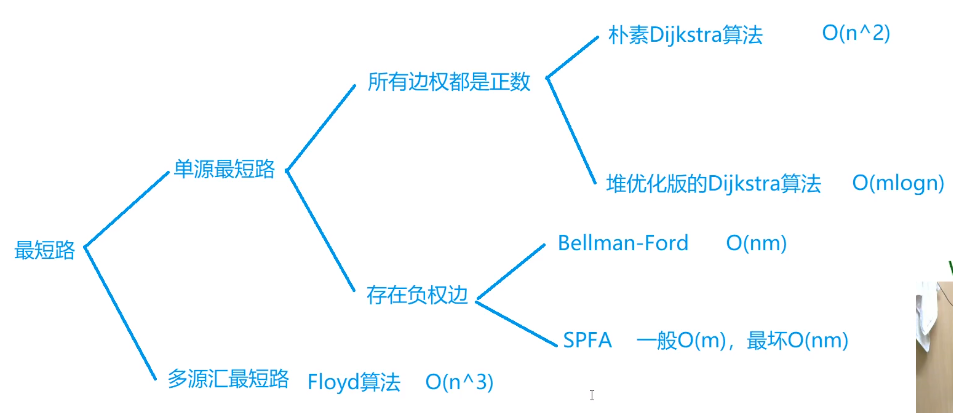 朴素Dijkstra算法 O(n^2)
所有边权都是正数
单源最短路
堆优化版的Dijkstra算法 O(mlogn)
最短路
Bellman-Ford O(nm)
存在负权边
SPFA 一般O(m)，最坏O(nm)
多源汇最短路 Floyd算法 O(n^3)